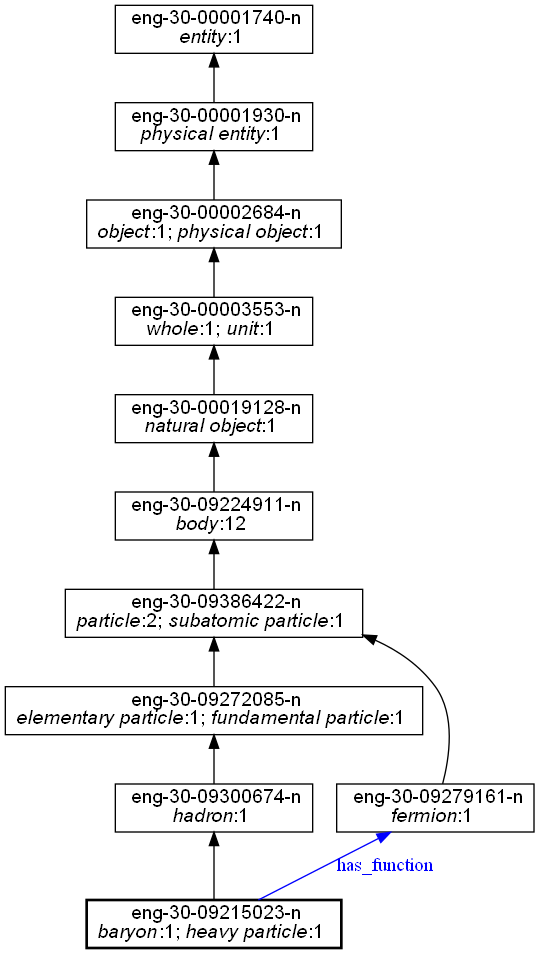 eng-30-00001740-n
entity:1
eng-30-00001930-n
physical entity:1
eng-30-00002684-n
object:1; physical object:1
eng-30-00003553-n
whole:1; unit:1
eng-30-00019128-n
natural object:1
eng-30-09224911-n
body:12
eng-30-09386422-n
particle:2; subatomic particle:1
eng-30-09272085-n
elementary particle:1; fundamental particle:1
eng-30-09300674-n
hadron:1
eng-30-09279161-n
fermion:1
has_function
eng-30-09215023-n
baryon:1; heavy particle:1